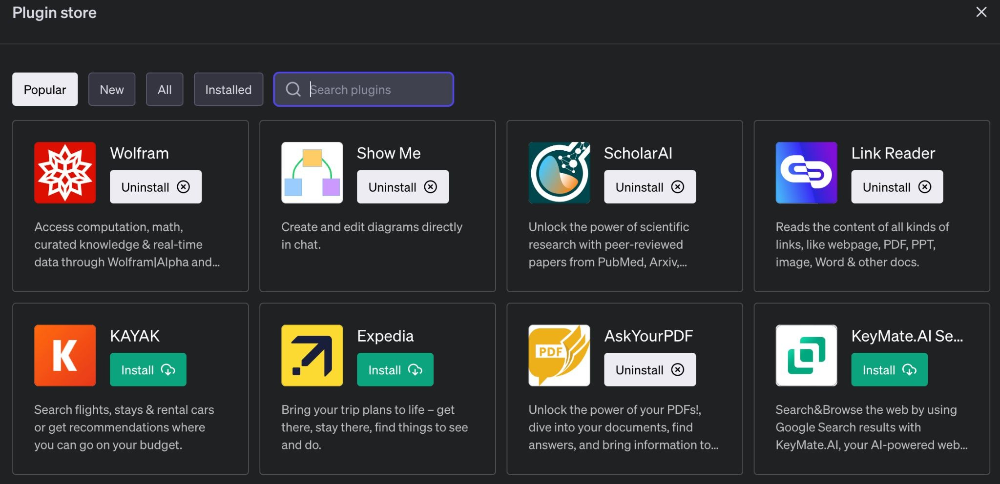 Plugin store
Popular
New
All
Installed
Search plugins
Wolfram
Uninstall
Access computation, math,
curated knowledge & real-time
data through Wolfram|Alpha and...
Show Me
Uninstall
Create and edit diagrams directly
in chat.
ScholarAI
Uninstall
Unlock the power of scientific
research with peer-reviewed
papers from PubMed, Arxiv,...
Link Reader
Uninstall
Reads the content of all kinds of
links, like webpage, PDF, PPT,
image, Word & other docs.
K
KAYAK
Install
Search flights, stays & rental cars
or get recommendations where
you can go on your budget.
Expedia
Install
Bring your trip plans to life – get
there, stay there, find things to see
and do.
PDF
AskYourPDF
Uninstall
Unlock the power of your PDFs!,
dive into your documents, find
answers, and bring information to...
KeyMate.AI Se...
Install
Search&Browse the web by using
Google Search results with
KeyMate.AI, your AI-powered web...